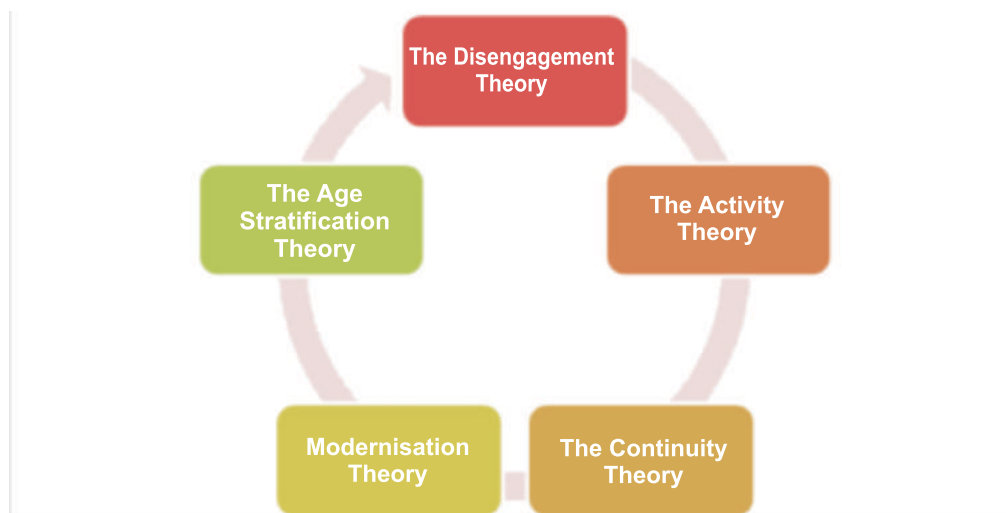 The Disengagement
Theory
The Activity
Theory
The Continuity
Theory
Modernisation
Theory
The Age
Stratification
Theory